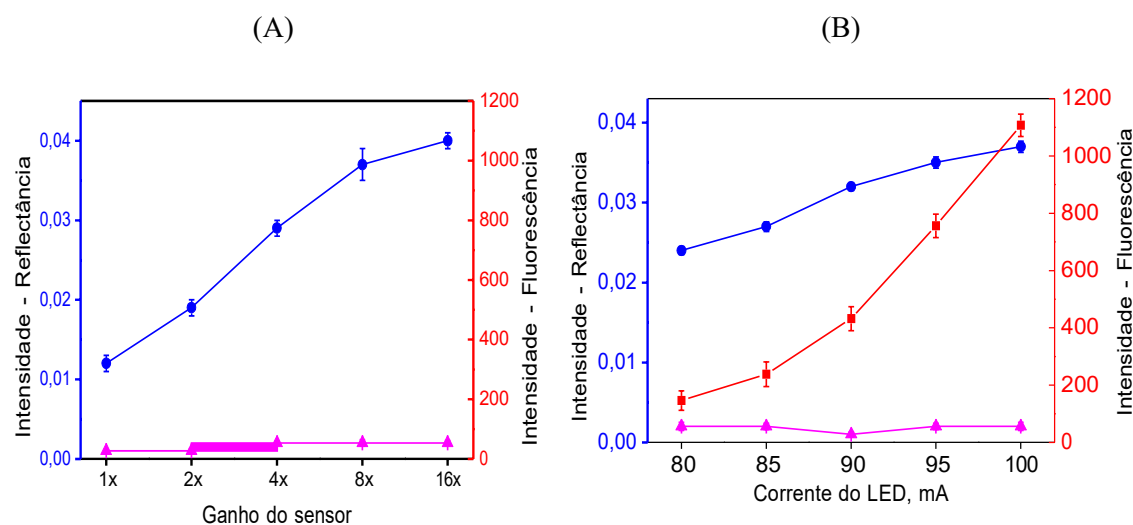 (A)
(B)
Intensidade - Reflectância
0,04
0,03
0,02
0,01
0,00
1200
1000
800
600
400
200
0
Intensidade - Fluorescência
1x 2x 4x 8x 16x
Ganho do sensor
Intensidade - Reflectância
0,04
0,03
0,02
0,01
0,00
1200
1000
800
600
400
200
0
Intensidade - Fluorescência
80 85 90 95 100
Corrente do LED, mA